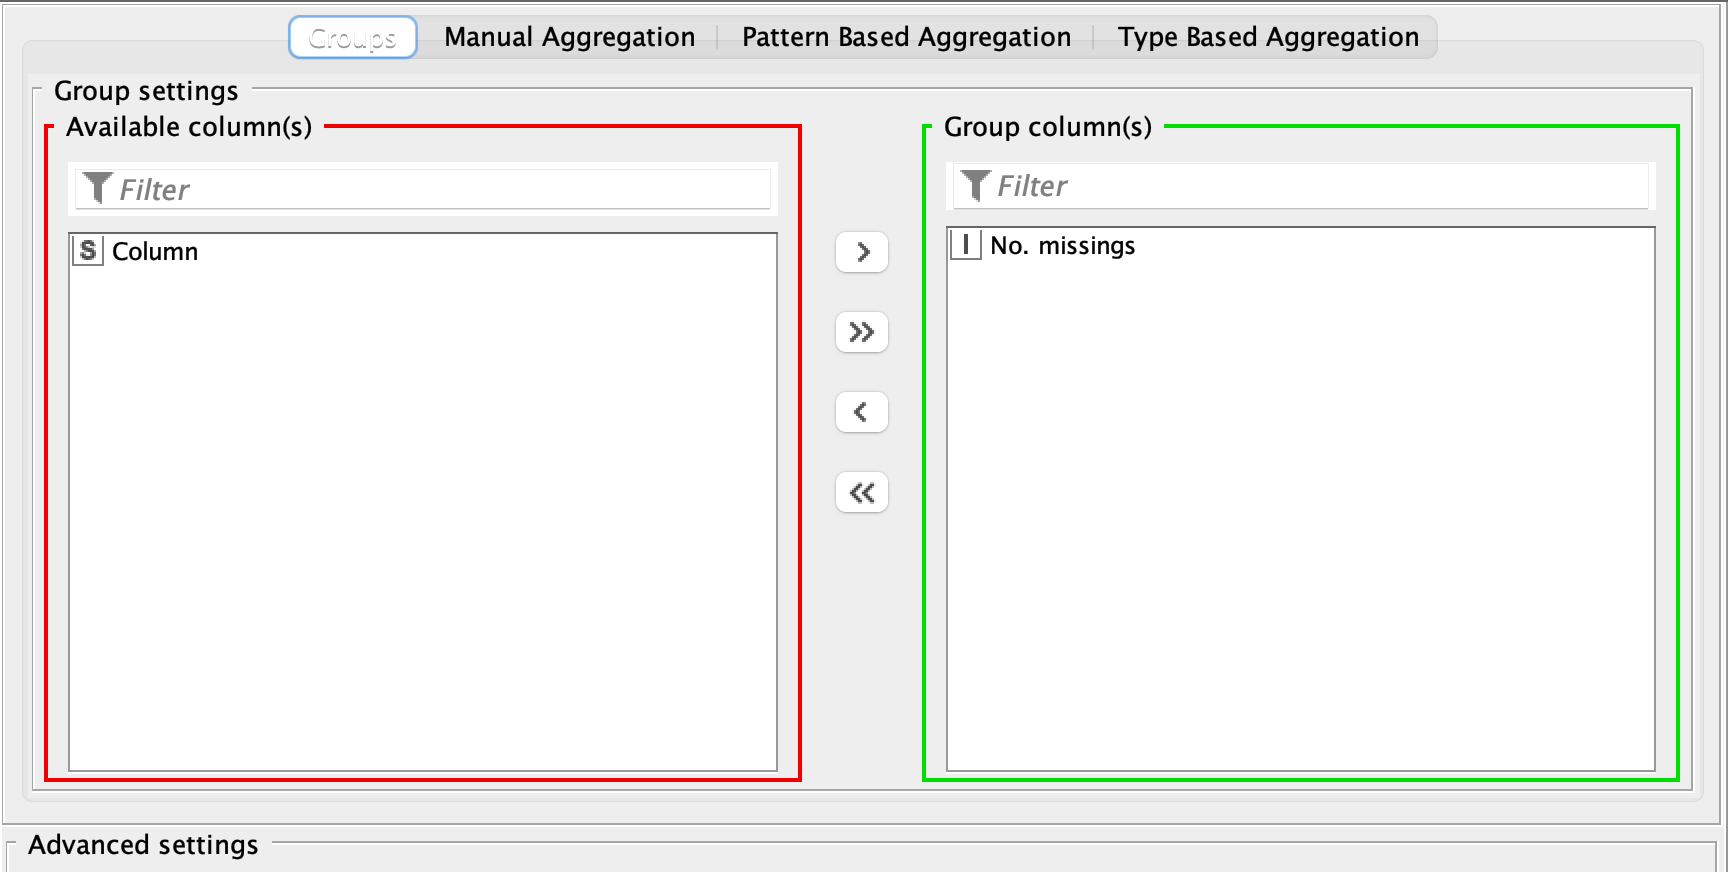 Groups Manual Aggregation Pattern Based Aggregation Type Based Aggregation
Group settings
Available column(s)
Filter
S Column
Group column(s)
Filter
I No. missings
Advanced settings